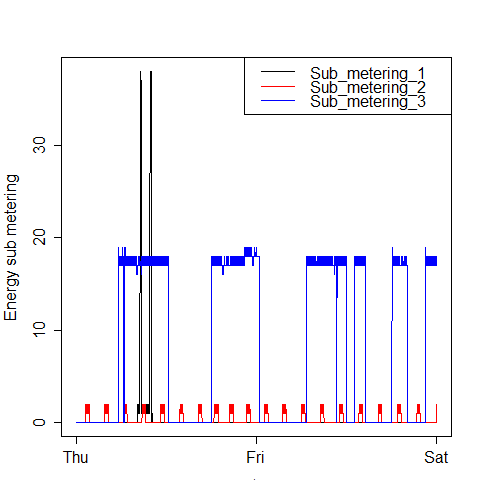 Sub_metering_1
Sub_metering_2
Sub_metering_3
Energy sub metering
30
20
10
0
Thu Fri Sat
.